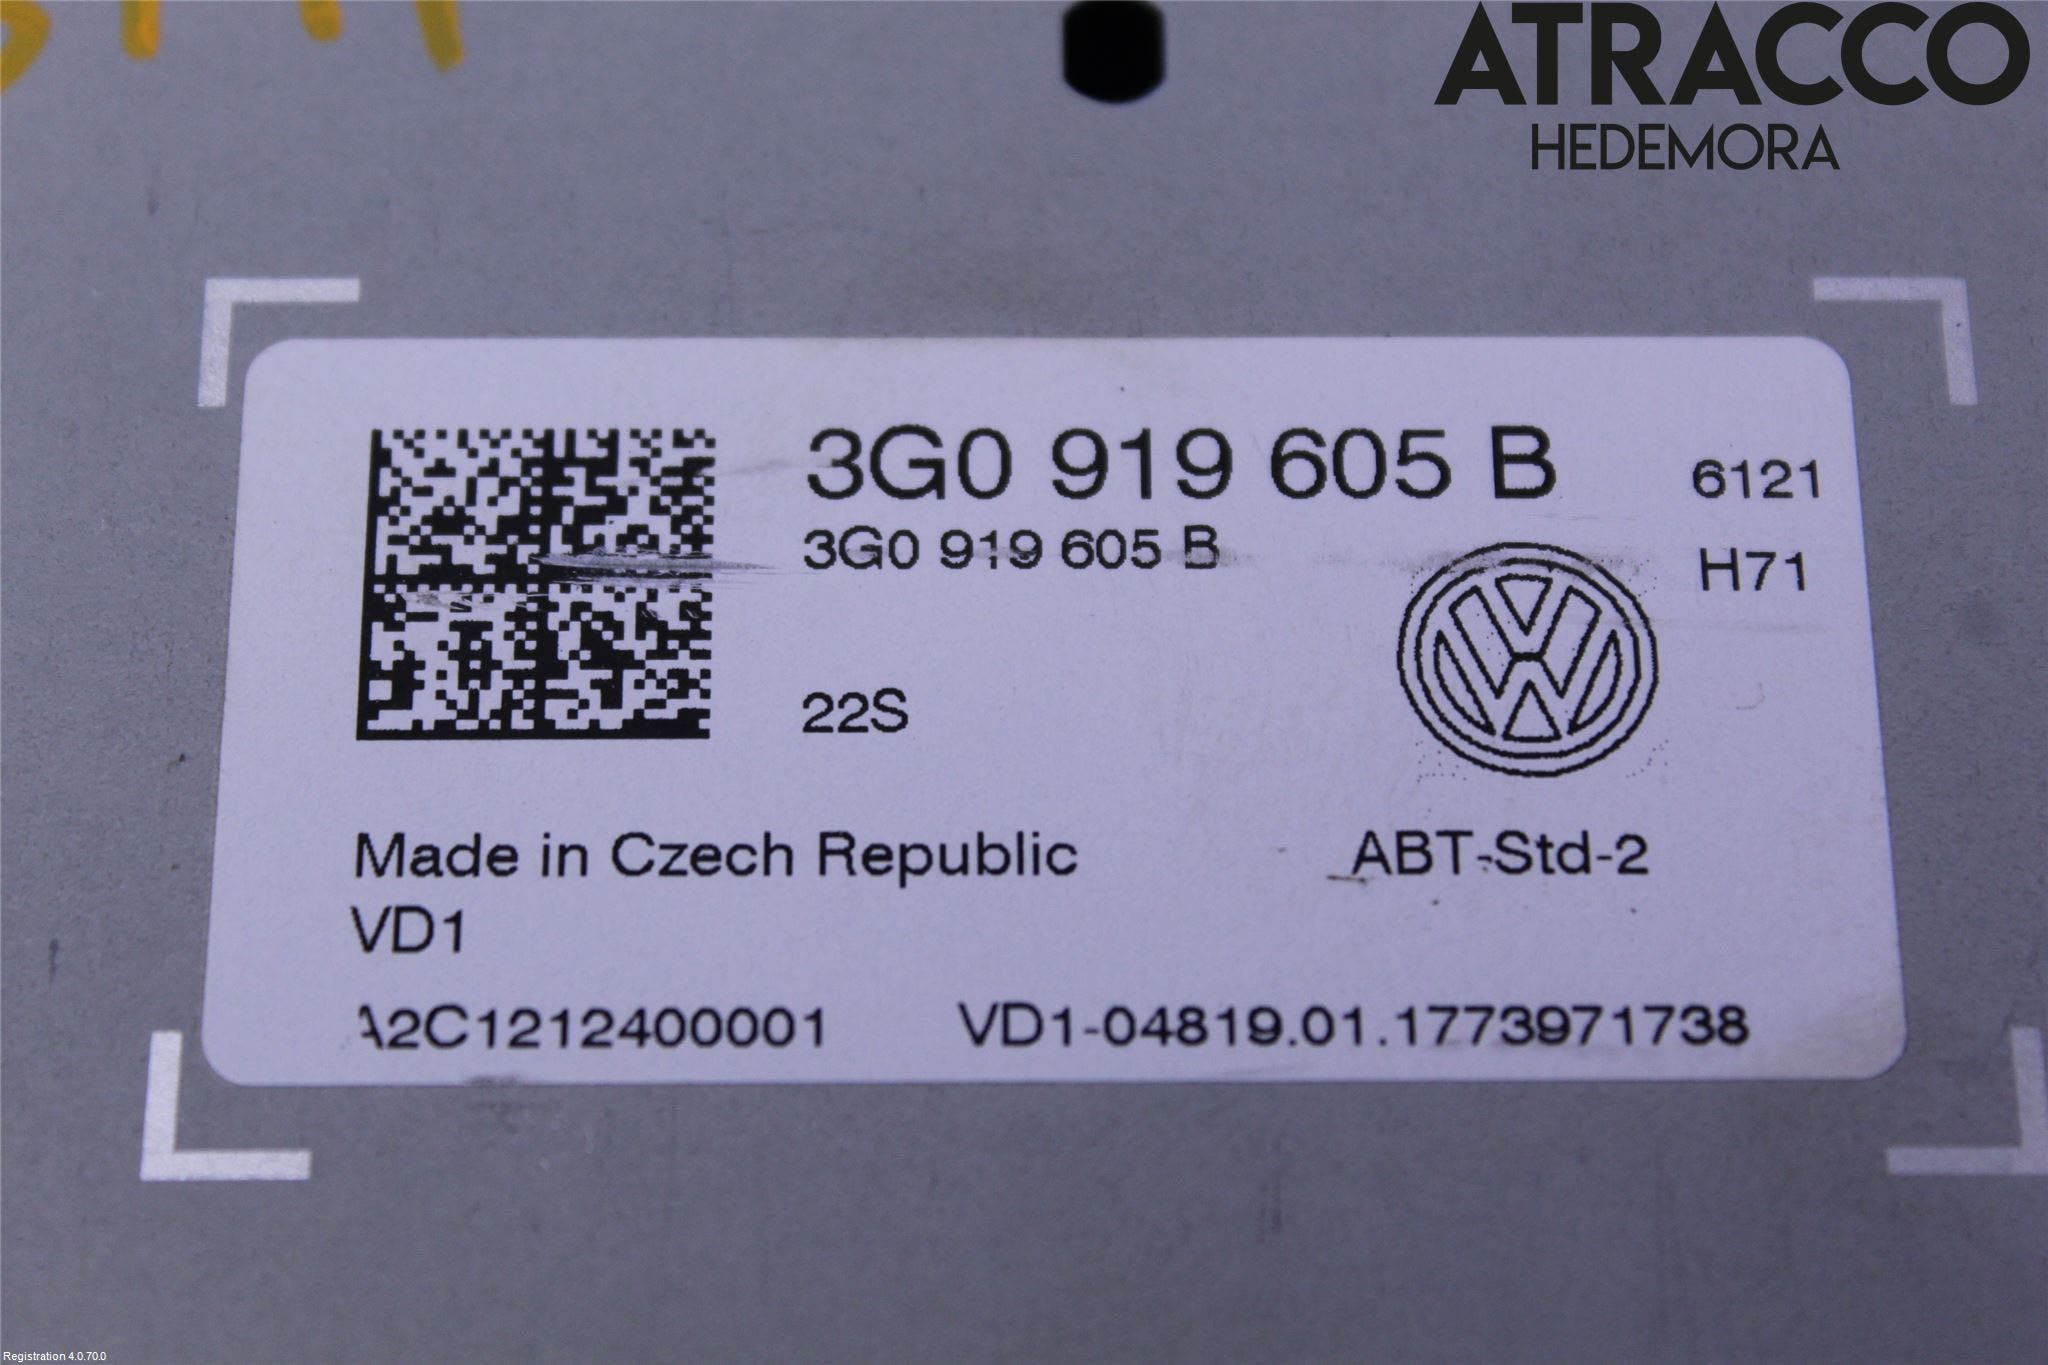 ATRACCO
HEDEMORA
3G0 919 605 B
6121
3G0 919 605 B
H71
22S
Made in Czech Republic
ABT-Std-2
VD1
A2C1212400001
VD1-04819.01.1773971738
Registration 4.0.70.0